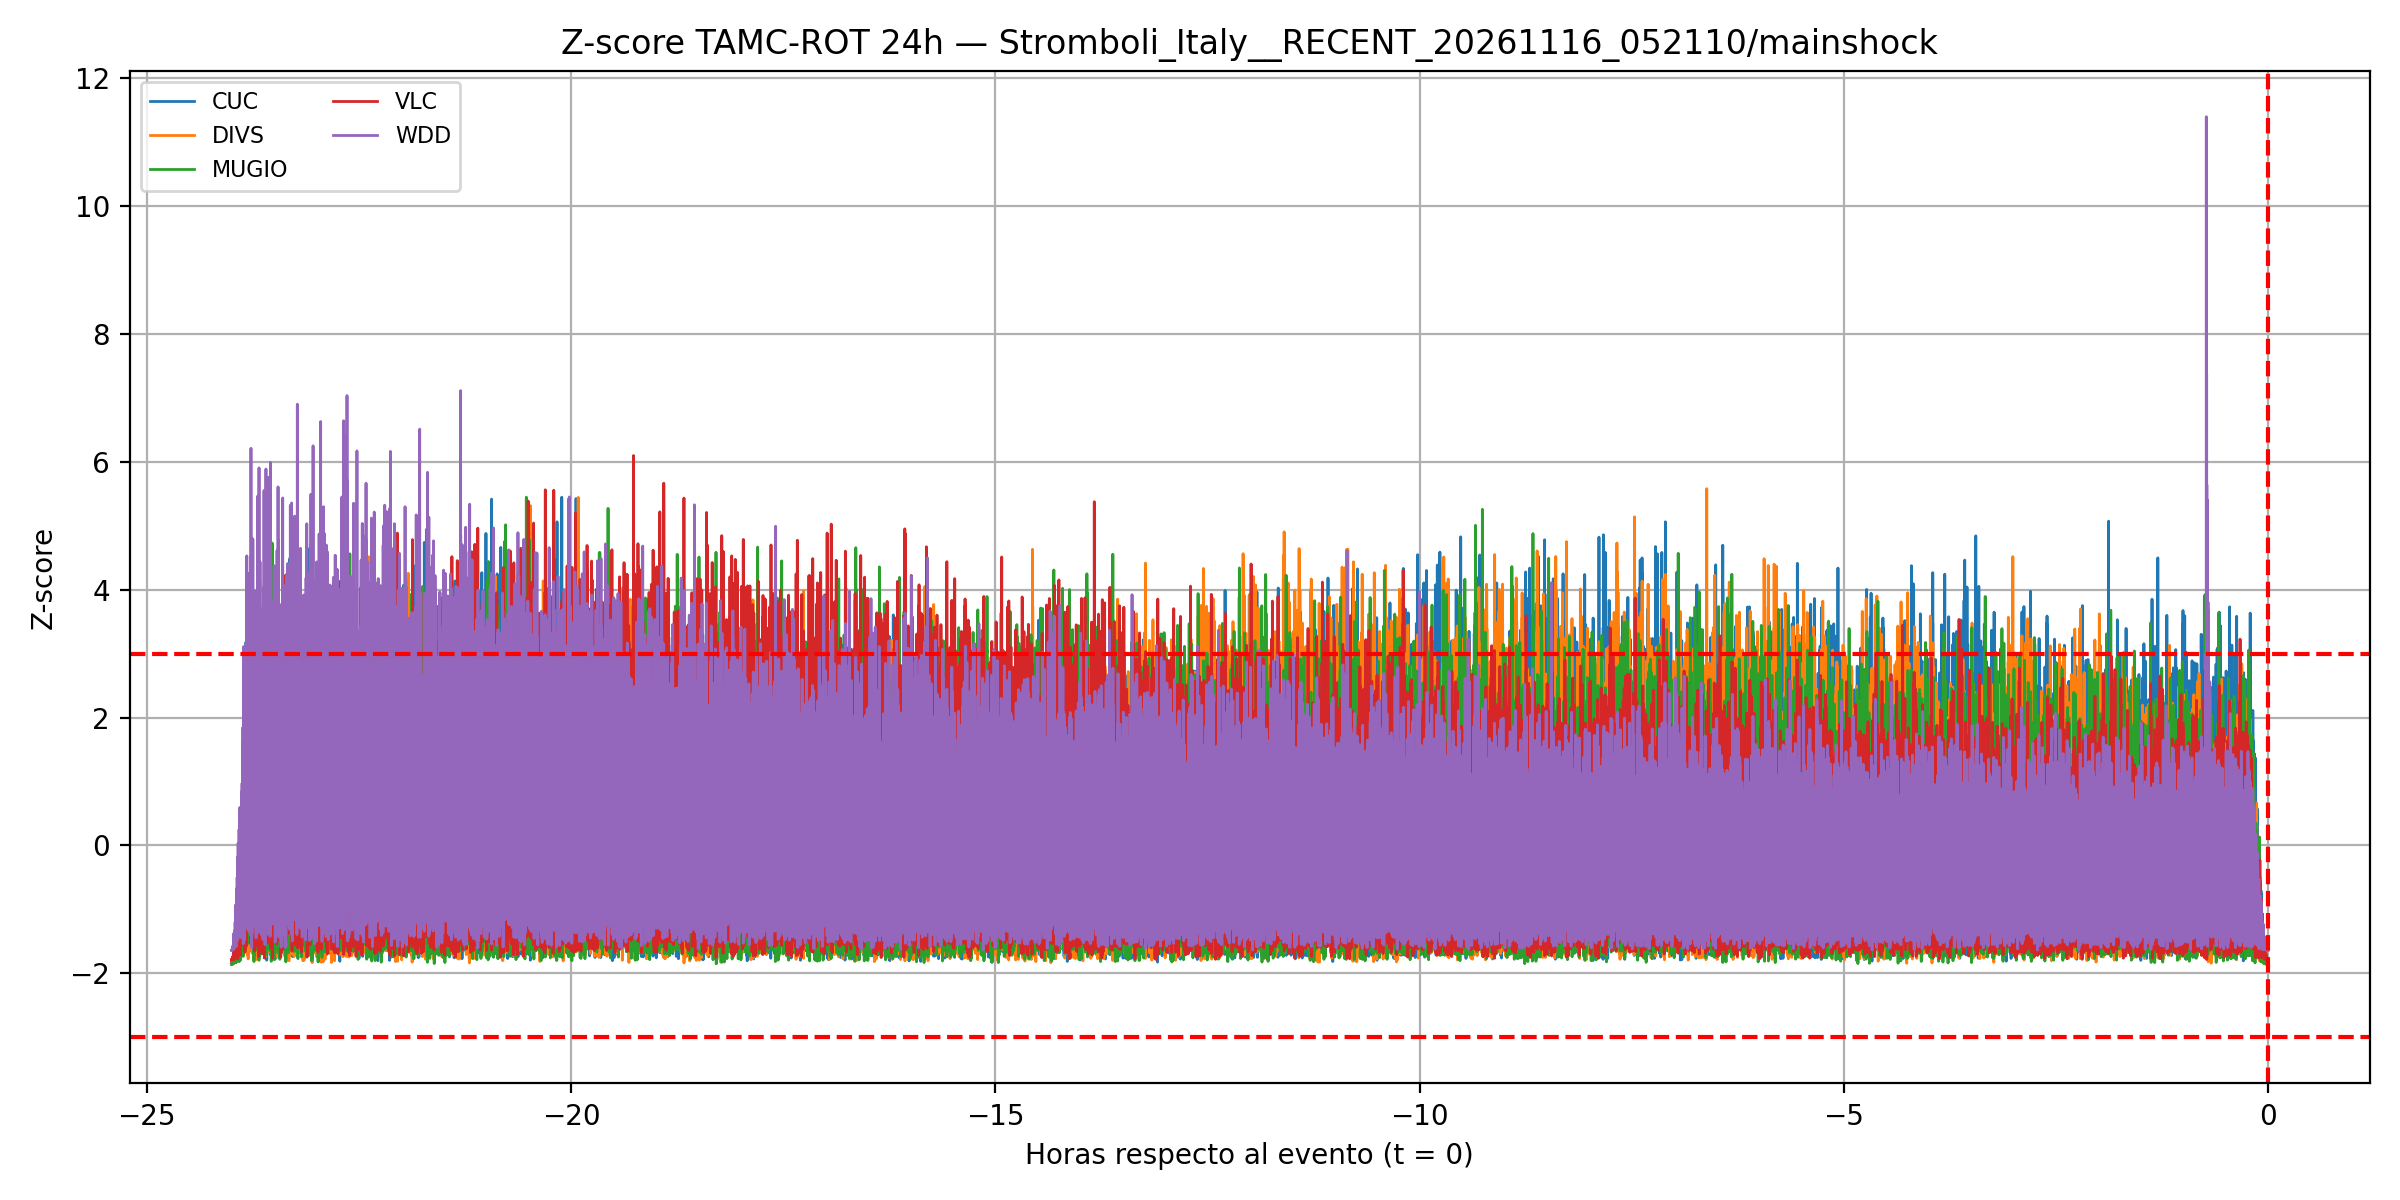 Z-score TAMC-ROT 24h — Stromboli_Italy__RECENT_20261116_052110/mainshock
12
10
8
6
4
2
0
−2
Z-score
CUC
DIVS
MUGIO
VLC
WDD
−25
−20
−15
−10
−5
0
Horas respecto al evento (t = 0)